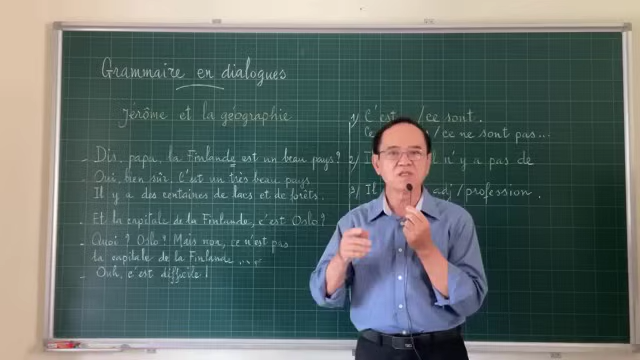 Grammaire en dialogues
Jérôme et la géographie
- Dis, papa, la Finlande est un beau pays?
- Oui, bien sûr. C'est un très beau pays.
Il y a des centaines de lacs et de forêts.
- Et la capitale de la Finlande, c'est Oslo?
- Quoi? Oslo? Mais non, ce n'est pas
la capitale de la Finlande ....
- Ouh, c'est difficile!
1) C'est /ce sont.
Ce /ce ne sont pas...
2) I l n'y a pas de
3) Il adj/profession.